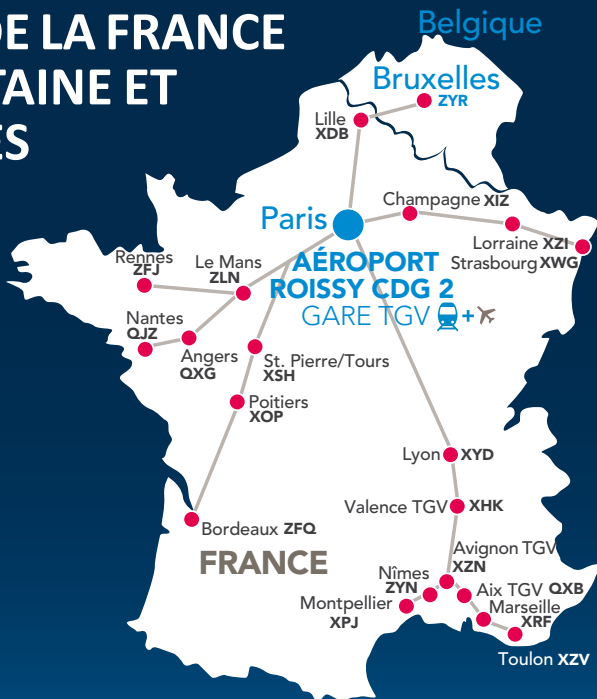 DE LA FRANCE
TAINE ET
ES
Belgique
Bruxelles
ZYR
Lille
XDB
Champagne XIZ
Paris
Lorraine XZI
Strasbourg XWG
AÉROPORT
ROISSY CDG 2
GARE TGV +
Rennes
ZFJ
Le Mans
ZLN
Nantes
QJZ
Angers
QXG
St. Pierre/Tours
XSH
Poitiers
XOP
Lyon XYD
Valence TGV XHK
Bordeaux ZFQ
FRANCE
Avignon TGV
XZN
Nîmes
ZYN
Aix TGV QXB
Montpellier
XPJ
Marseille
XRF
Toulon XZV